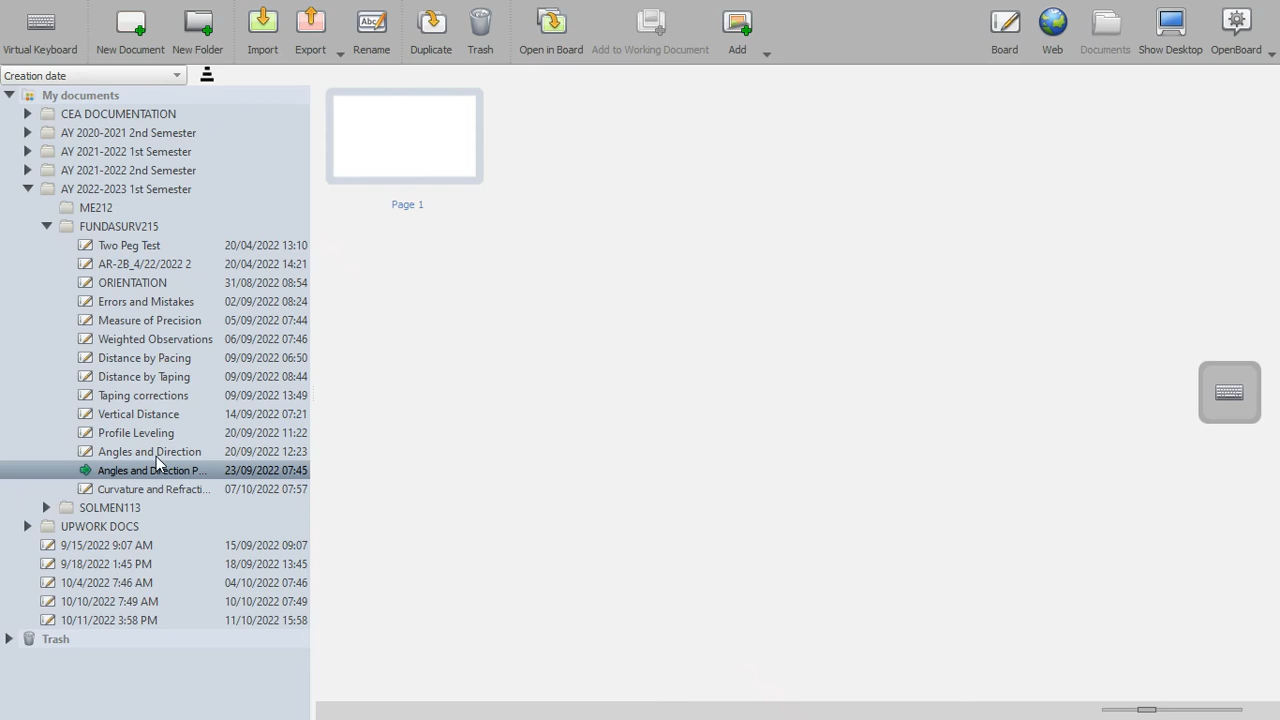 Virtual Keyboard
New Document
New Folder
Import
Export
Abc
Rename
Duplicate
Trash
Open in Board
Add to Working Document
Add
Board
Web
Documents
Show Desktop
OpenBoard
Creation date
My documents
CEA DOCUMENTATION
AY 2020-2021 2nd Semester
AY 2021-2022 1st Semester
AY 2021-2022 2nd Semester
AY 2022-2023 1st Semester
ME212
FUNDASURV215
Two Peg Test 20/04/2022 13:10
AR-2B_4/22/2022 2 20/04/2022 14:21
ORIENTATION 31/08/2022 08:54
Errors and Mistakes 02/09/2022 08:24
Measure of Precision 05/09/2022 07:44
Weighted Observations 06/09/2022 07:46
Distance by Pacing 09/09/2022 06:50
Distance by Taping 09/09/2022 08:44
Taping corrections 09/09/2022 13:49
Vertical Distance 14/09/2022 07:21
Profile Leveling 20/09/2022 11:22
Angles and Direction 20/09/2022 12:23
Angles and Direction P... 23/09/2022 07:45
Curvature and Refracti... 07/10/2022 07:57
SOLMEN113
UPWORK DOCS
9/15/2022 9:07 AM 15/09/2022 09:07
9/18/2022 1:45 PM 18/09/2022 13:45
10/4/2022 7:46 AM 04/10/2022 07:46
10/10/2022 7:49 AM 10/10/2022 07:49
10/11/2022 3:58 PM 11/10/2022 15:58
Trash
Page 1